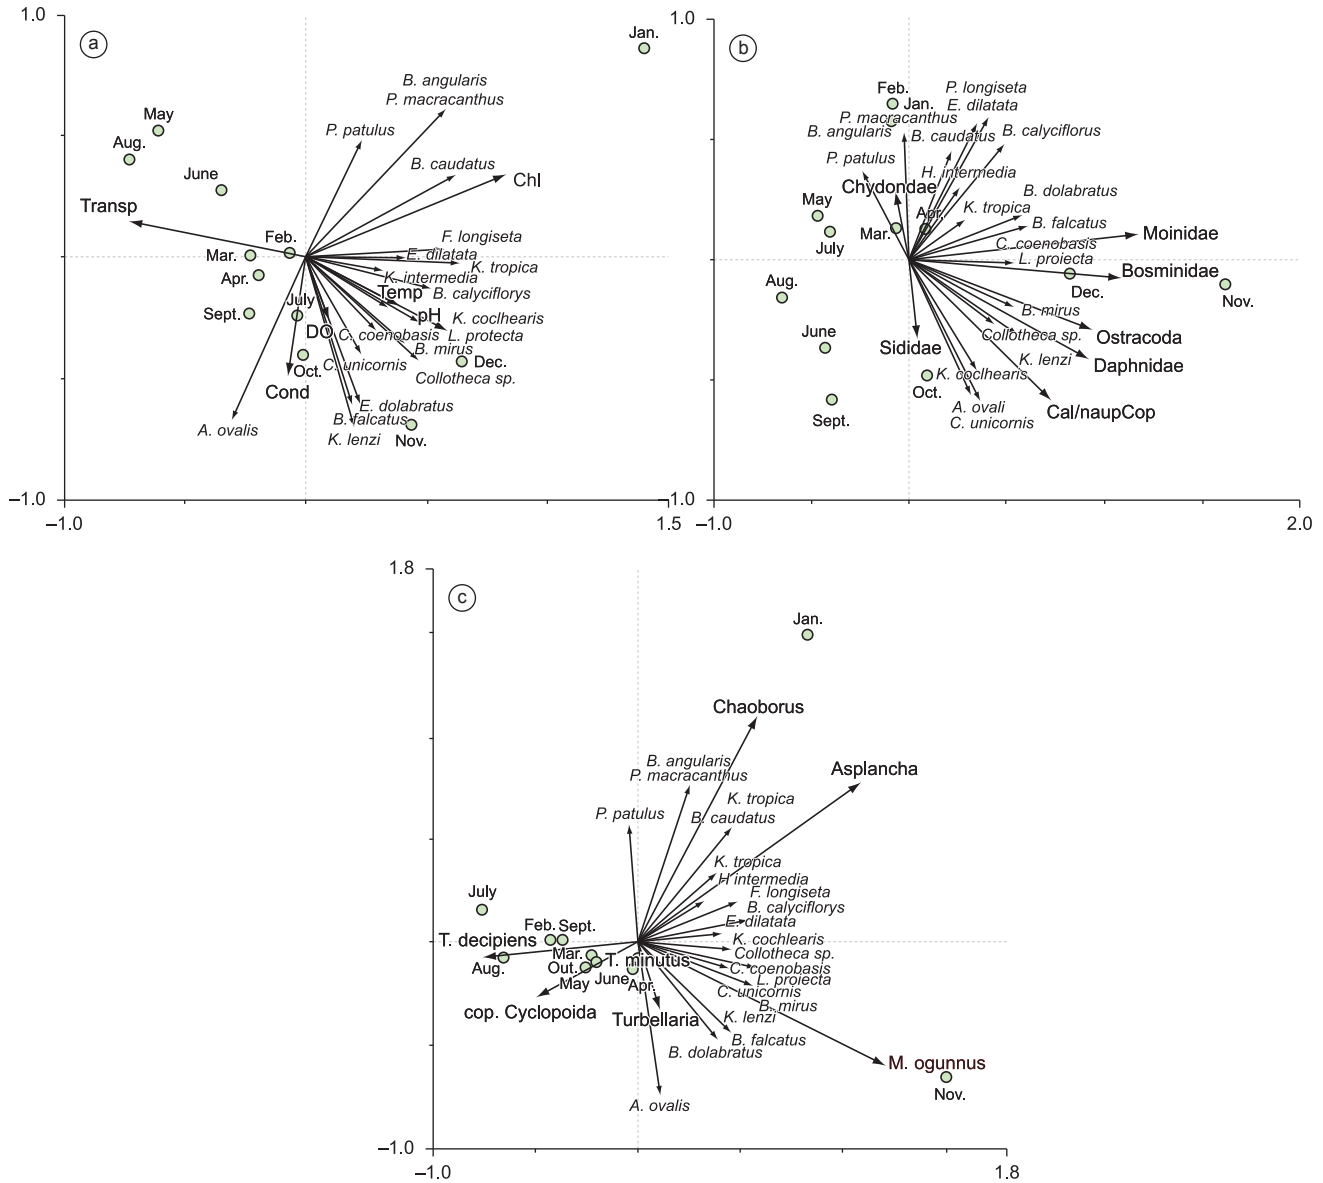 1.0
a
Jan.
B. angularis
P. macracanthus
P. patulus
May
Aug.
B. caudatus
June
Chl
Transp
Feb.
F. longiseta
Mar.
E. dilatata
K. tropica
Apr.
K. intermedia
Temp
B. calyciflorys
July
Sept.
pH
K. coclhearis
DO
C. coenobasis
L. protecta
B. mirus
Oct.
C. unicornis
Dec.
Collotheca sp.
Cond
E. dolabratus
B. falcatus
A. ovalis
K. lenzi
Nov.
–1.0
–1.0
1.5
1.0
b
Feb.
P. longiseta
Jan.
E. dilatata
P. macracanthus
B. angularis
B. caudatus
B. calyciflorus
P. patulus
H. intermedia
Chydondae
B. dolabratus
May
K. tropica
Apr.
B. falcatus
Mar.
Moinidae
July
C. coenobasis
L. proiecta
Bosminidae
Aug.
Dec.
Nov.
B. mirus
June
Collotheca sp.
Ostracoda
Sididae
K. lenzi
Daphnidae
K. coclhearis
Oct.
Sept.
A. ovali
Cal/naupCop
C. unicornis
–1.0
–1.0
2.0
1.8
c
Jan.
Chaoborus
B. angularis
P. macracanthus
Asplancha
K. tropica
P. patulus
B. caudatus
K. tropica
H intermedia
July
F. longiseta
B. calyciflorys
Feb.
Sept.
E. dilatata
T. decipiens
K. cochlearis
Mar.
Collotheca sp.
Aug.
Out.
T. minutus
C. coenobasis
May
June
Apr.
L. proiecta
C. unicornis
cop. Cyclopoida
Turbellaria
B. mirus
K. lenzi
B. falcatus
B. dolabratus
M. ogunnus
Nov.
A. ovalis
–1.0
–1.0
1.8